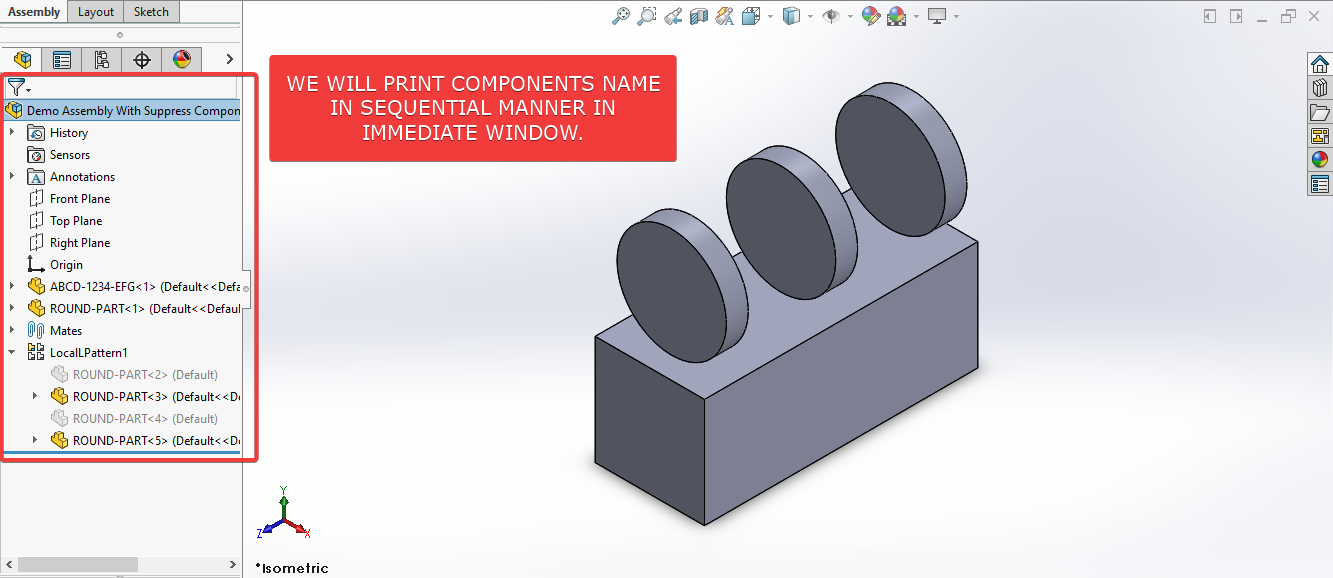 Assembly Layout Sketch
WE WILL PRINT COMPONENTS NAME
IN SEQUENTIAL MANNER IN
IMMEDIATE WINDOW.
Demo Assembly With Suppress Compon
History
Sensors
A Annotations
Front Plane
Top Plane
Right Plane
Origin
ABCD-1234-EFG<1> (Default<<Defa
ROUND-PART<1> (Default<<Defaul
Mates
LocalLPattern1
ROUND-PART<2> (Default)
ROUND-PART<3> (Default<<De
ROUND-PART<4> (Default)
ROUND-PART<5> (Default<<De
Y
Z X
*Isometric